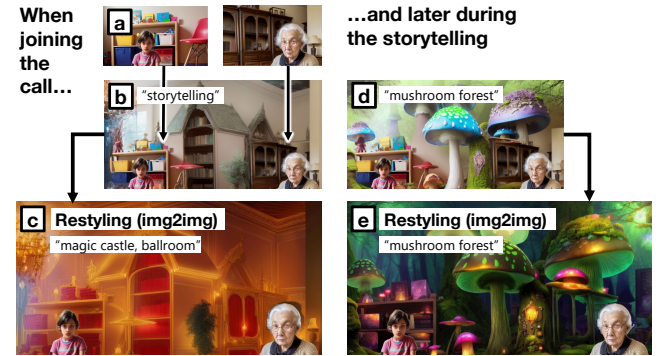 When
joining
the
call…
…and later during
the storytelling
a
b
“storytelling”
c
Restyling (img2img)
“magic castle, ballroom”
d
“mushroom forest”
e
Restyling (img2img)
“mushroom forest”